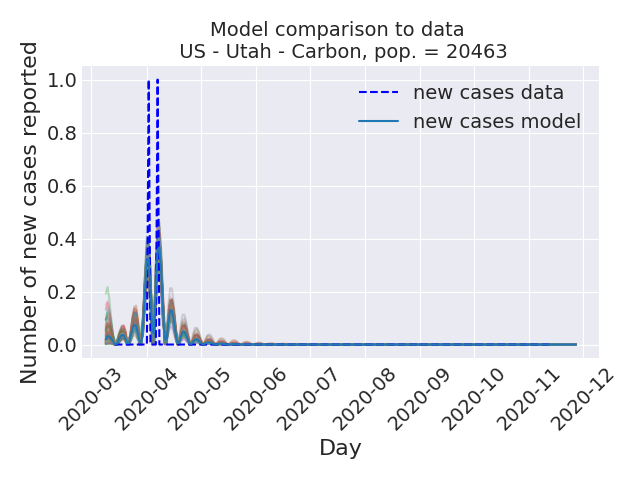 Model comparison to data
US - Utah - Carbon, pop. = 20463
Number of new cases reported
1.0
0.8
0.6
0.4
0.2
0.0
new cases data
new cases model
2020-03
2020-04
2020-05
2020-06
2020-07
2020-08
2020-09
2020-10
2020-11
2020-12
Day